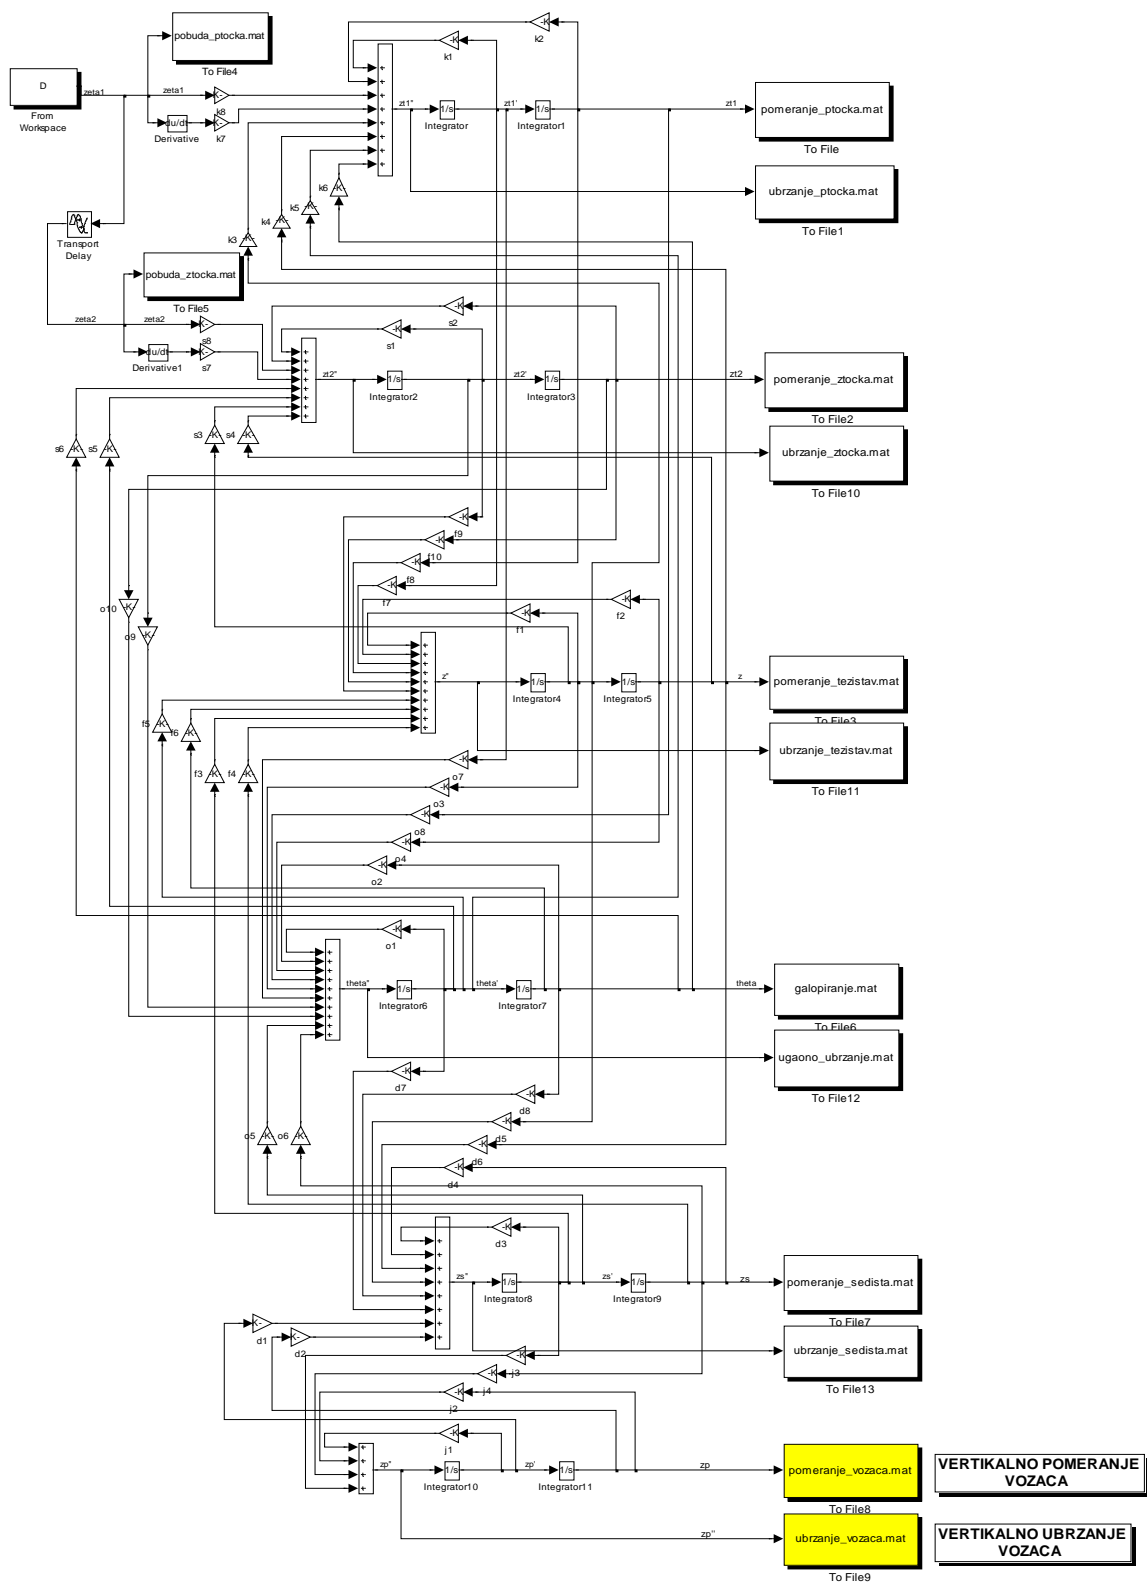 k2
pobuda_ptocka.mat
k1
To File4
D
zeta1
zeta1
-K-
k8
zt1''
1/s
zt1'
1/s
zt1
pomeranje_ptocka.mat
From
Workspace
du/dt
K-
Derivative
k7
Integrator
Integrator1
To File
k6
ubrzanje_ptocka.mat
k5
k4
To File1
Transport
Delay
k3
pobuda_ztocka.mat
To File5
s2
zeta2
zeta2
K-
s8
s1
du/dt
K-
Derivative1
s7
zt2''
1/s
zt2'
1/s
zt2
pomeranje_ztocka.mat
Integrator2
Integrator3
To File2
s6
s5
s3
s4
ubrzanje_ztocka.mat
To File10
f9
f10
f8
f7
f2
o10
o9
f1
z''
1/s
1/s
z
pomeranje_tezistav.mat
Integrator4
Integrator5
To File3
f5
f6
ubrzanje_tezistav.mat
f3
f4
o7
To File11
o3
o8
o4
o2
o1
theta''
1/s
theta'
1/s
theta
galopiranje.mat
Integrator6
Integrator7
To File6
ugaono_ubrzanje.mat
d7
To File12
d8
o5
o6
d5
d6
d4
d3
zs''
1/s
zs'
1/s
zs
pomeranje_sedista.mat
Integrator8
Integrator9
To File7
K-
d1
K-
d2
ubrzanje_sedista.mat
j3
To File13
j4
j2
j1
zp''
1/s
zp'
1/s
zp
pomeranje_vozaca.mat
VERTIKALNO POMERANJE
VOZACA
Integrator10
Integrator11
To File8
zp''
ubrzanje_vozaca.mat
VERTIKALNO UBRZANJE
VOZACA
To File9